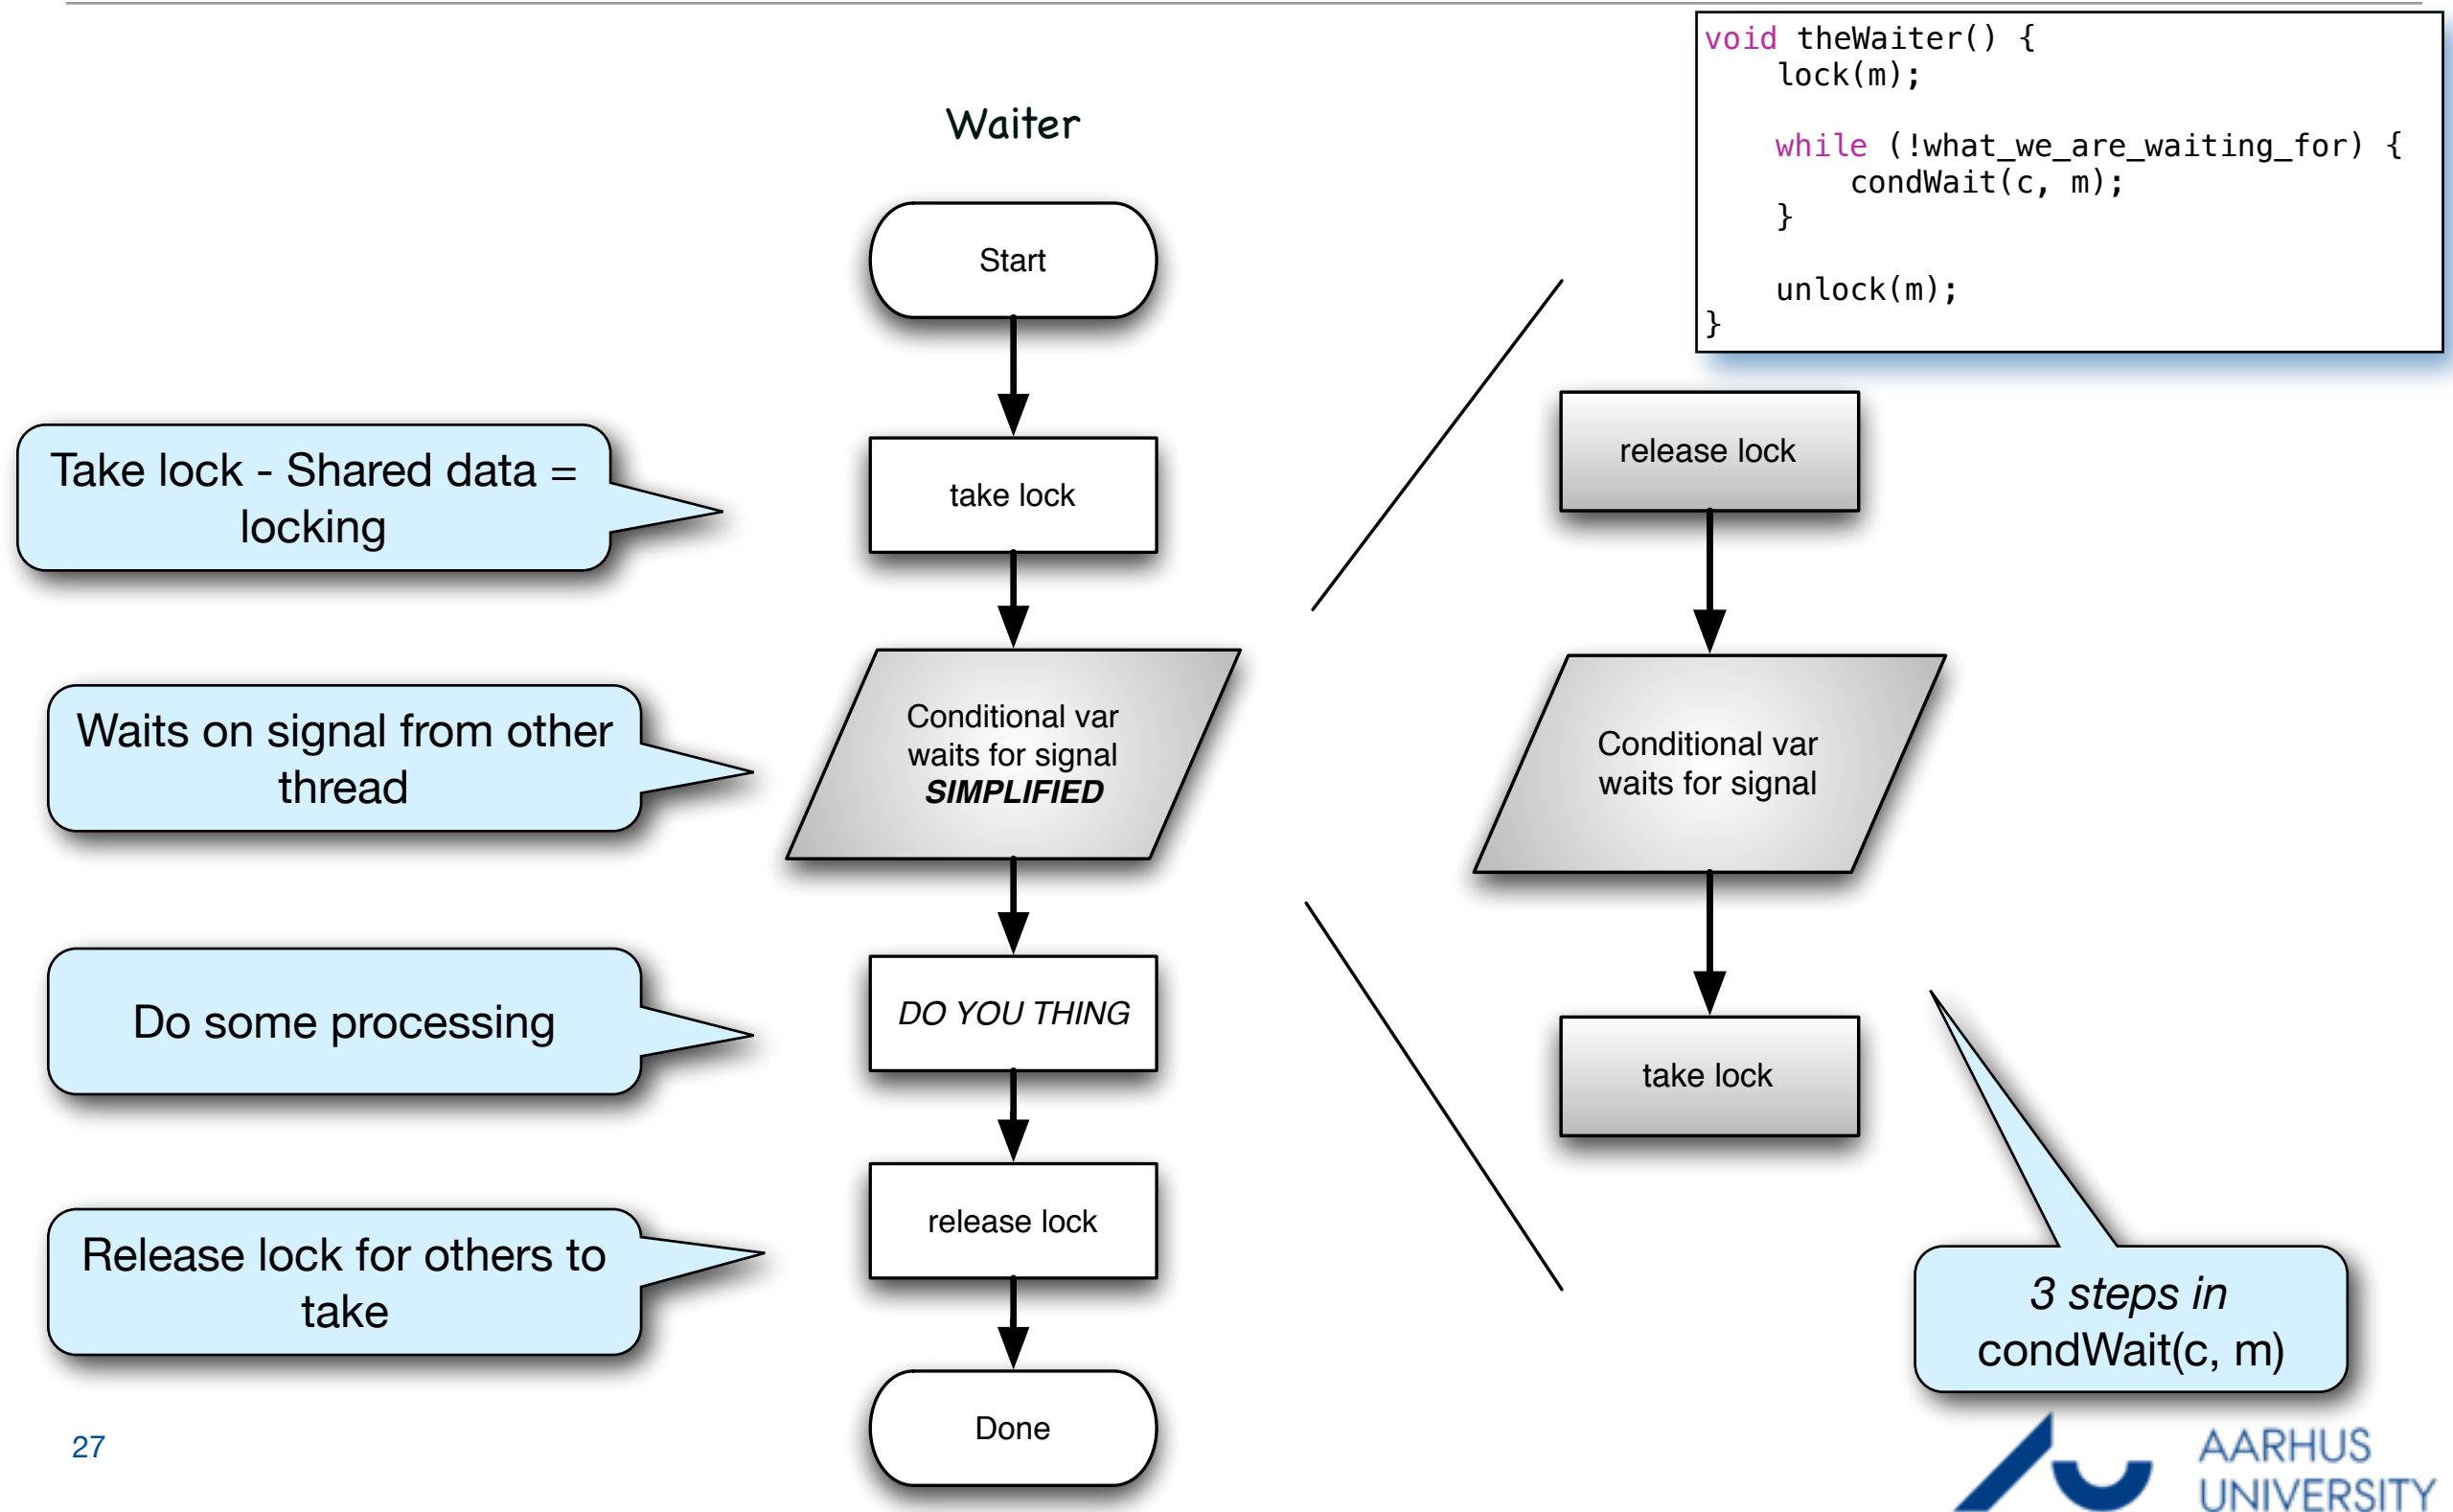 void theWaiter() {
lock(m);
while (!what_we_are_waiting_for) {
condWait(c, m);
}
unlock(m);
}
Waiter
Start
take lock
Conditional var
waits for signal
SIMPLIFIED
DO YOU THING
release lock
Done
Take lock - Shared data =
locking
Waits on signal from other
thread
Do some processing
Release lock for others to
take
release lock
Conditional var
waits for signal
take lock
3 steps in
condWait(c, m)
27
AARHUS
UNIVERSITY